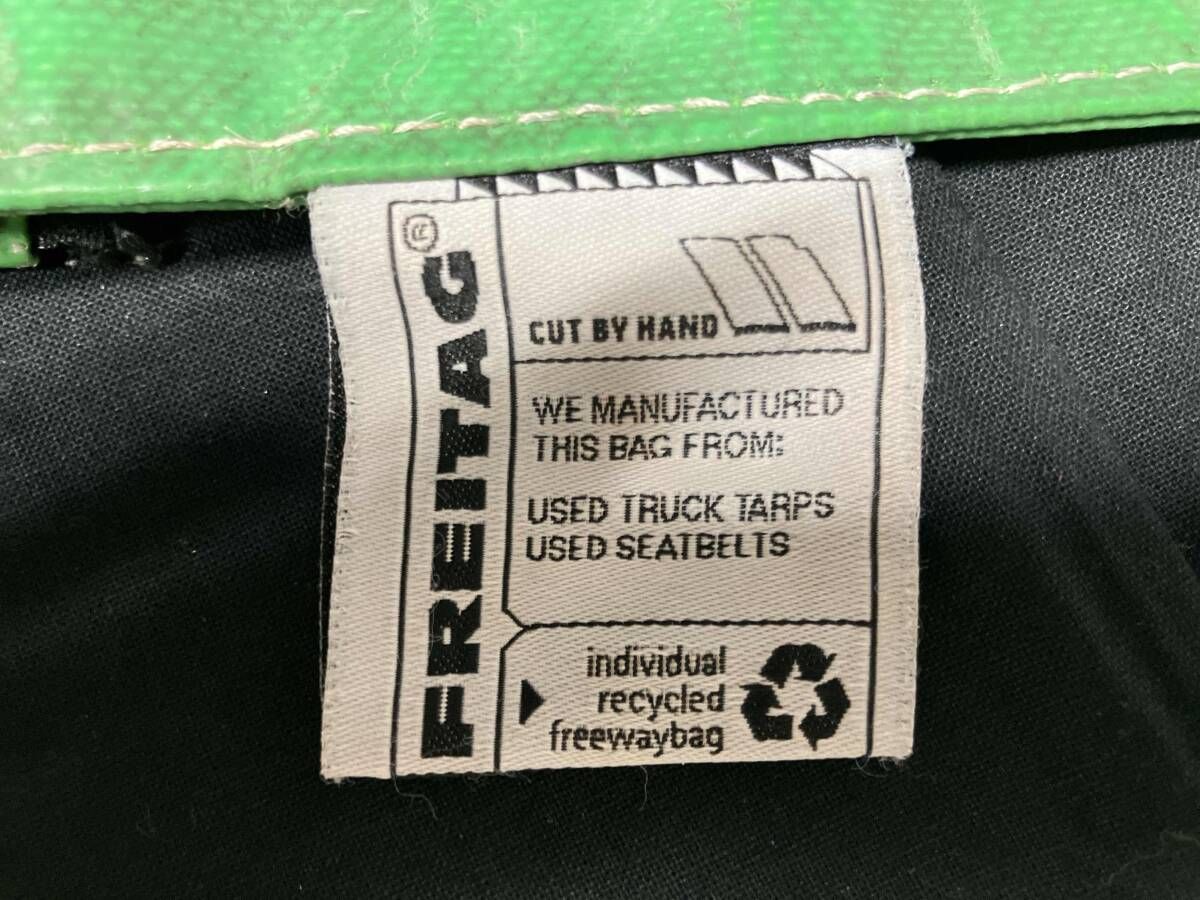 FREITAG®
CUT BY HAND
WE MANUFACTURED
THIS BAG FROM:
USED TRUCK TARPS
USED SEATBELTS
individual
recycled
freewaybag